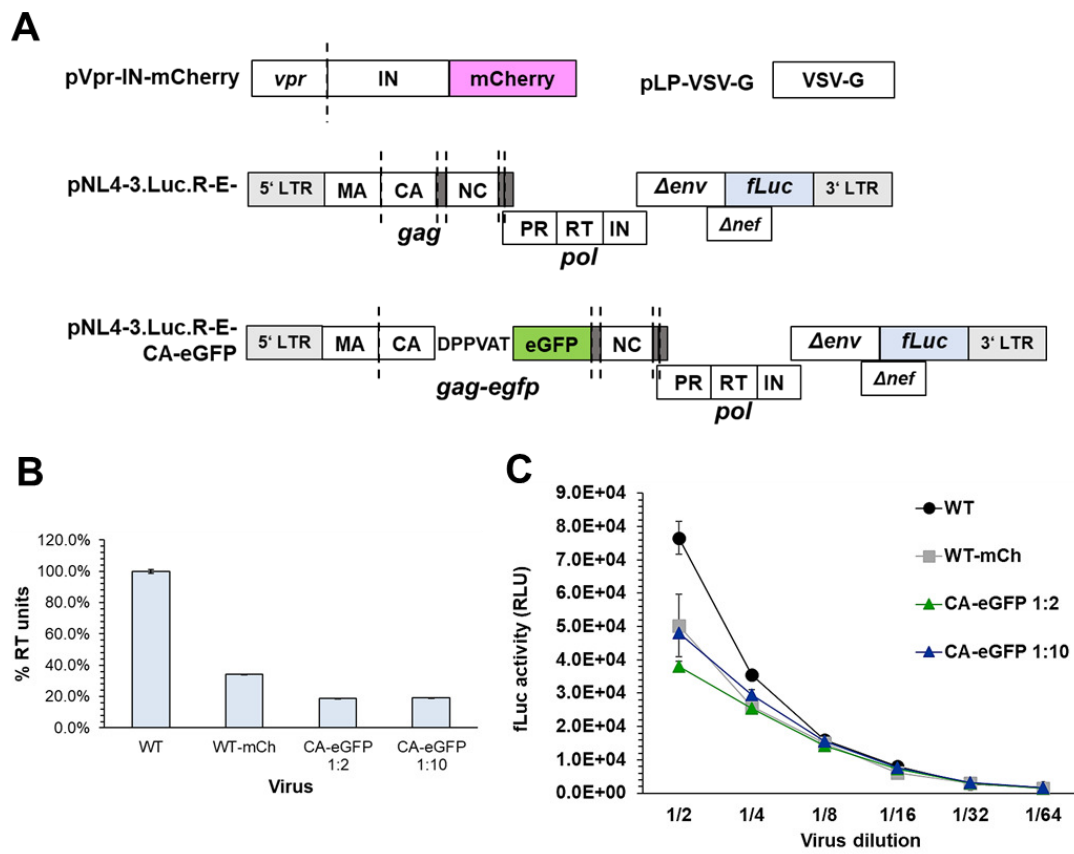 A
pVpr-IN-mCherry
vpr
IN
mCherry
pLP-VSV-G
VSV-G
pNL4-3.Luc.R-E-
5‘ LTR
MA
CA
NC
gag
PR
RT
IN
pol
Δenv
fLuc
3‘ LTR
Δnef
pNL4-3.Luc.R-E-
CA-eGFP
5‘ LTR
MA
CA
DPPVAT
eGFP
NC
gag-egfp
PR
RT
IN
pol
Δenv
fLuc
3‘ LTR
Δnef
B
% RT units
120.0%
100.0%
80.0%
60.0%
40.0%
20.0%
0.0%
WT
WT-mCh
CA-eGFP
1:2
CA-eGFP
1:10
Virus
C
fLuc activity (RLU)
9.0E+04
8.0E+04
7.0E+04
6.0E+04
5.0E+04
4.0E+04
3.0E+04
2.0E+04
1.0E+04
0.0E+00
1/2
1/4
1/8
1/16
1/32
1/64
Virus dilution
WT
WT-mCh
CA-eGFP 1:2
CA-eGFP 1:10